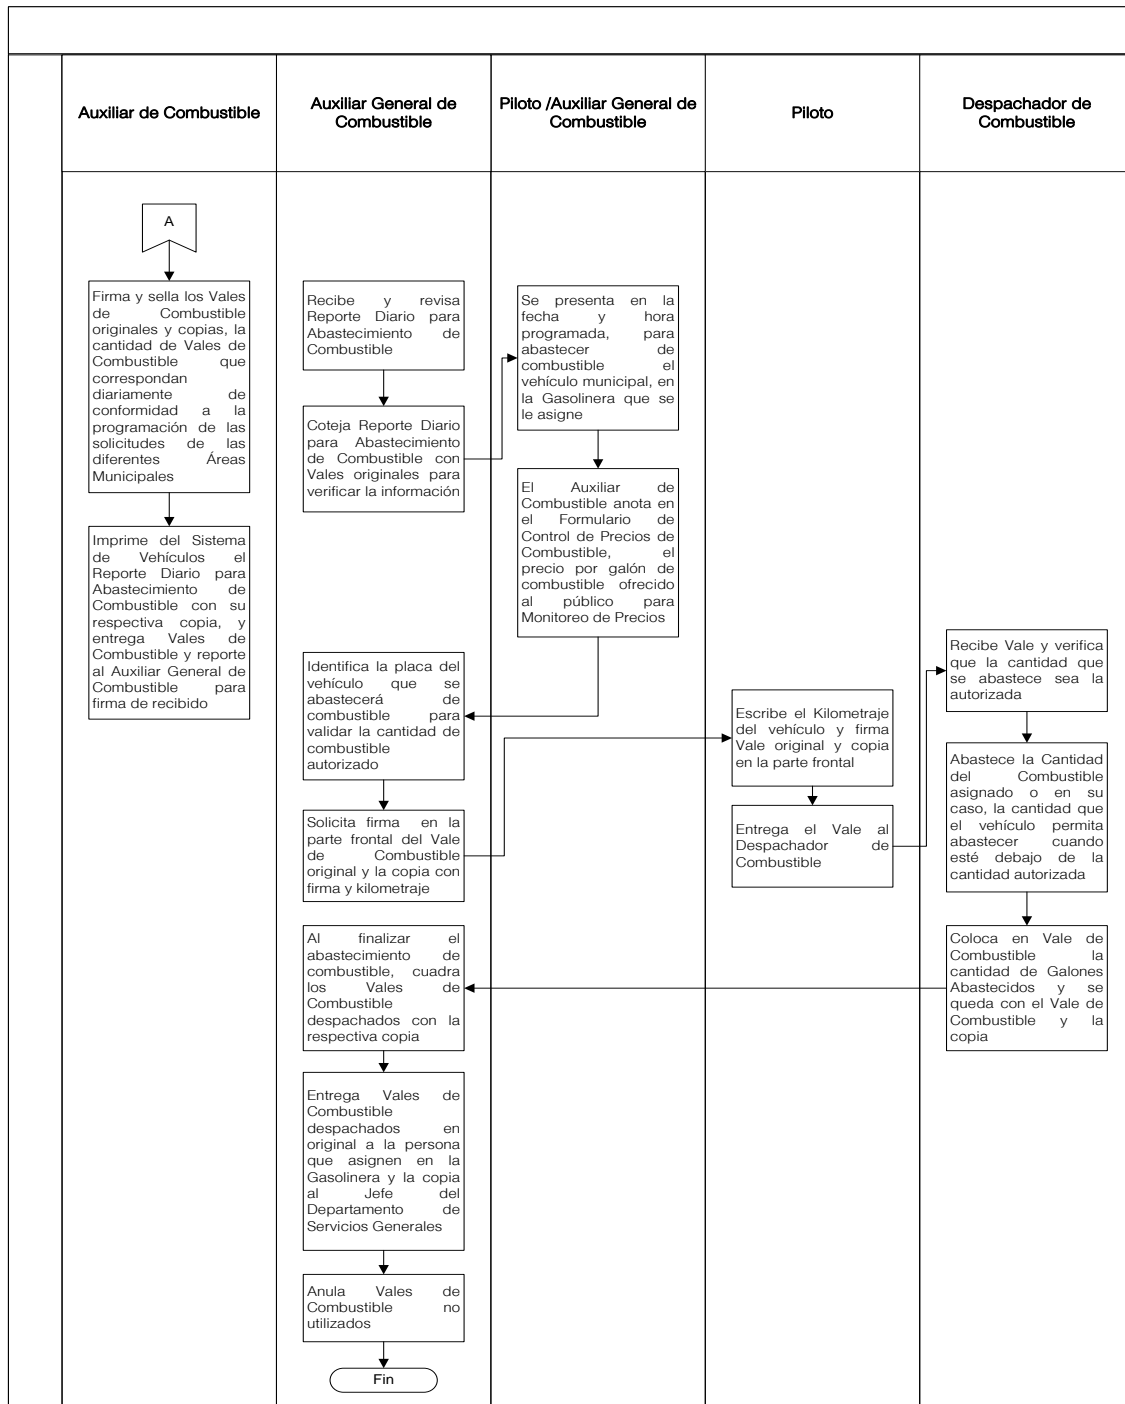 Auxiliar de Combustible
Auxiliar General de
Combustible
Piloto /Auxiliar General de
Combustible
Piloto
Despachador de
Combustible
A
Firma y sella los Vales
de Combustible
originales y copias, la
cantidad de Vales de
Combustible que
correspondan
diariamente de
conformidad a la
programación de las
solicitudes de las
diferentes Áreas
Municipales
Imprime del Sistema
de Vehículos el
Reporte Diario para
Abastecimiento de
Combustible con su
respectiva copia, y
entrega Vales de
Combustible y reporte
al Auxiliar General de
Combustible para
firma de recibido
Recibe y revisa
Reporte Diario para
Abastecimiento de
Combustible
Coteja Reporte Diario
para Abastecimiento
de Combustible con
Vales originales para
verificar la información
Se presenta en la
fecha y hora
programada, para
abastecer de
combustible el
vehículo municipal, en
la Gasolinera que se
le asigne
El Auxiliar de
Combustible anota en
el Formulario de
Control de Precios de
Combustible, el
precio por galón de
combustible ofrecido
al público para
Monitoreo de Precios
Identifica la placa del
vehículo que se
abastecerá de
combustible para
validar la cantidad de
combustible
autorizado
Solicita firma en la
parte frontal del Vale
de Combustible
original y la copia con
firma y kilometraje
Escribe el Kilometraje
del vehículo y firma
Vale original y copia
en la parte frontal
Entrega el Vale al
Despachador de
Combustible
Recibe Vale y verifica
que la cantidad que
se abastece sea la
autorizada
Abastece la Cantidad
del Combustible
asignado o en su
caso, la cantidad que
el vehículo permita
abastecer cuando
esté debajo de la
cantidad autorizada
Coloca en Vale de
Combustible la
cantidad de Galones
Abastecidos y se
queda con el Vale de
Combustible y la
copia
Al finalizar el
abastecimiento de
combustible, cuadra
los Vales de
Combustible
despachados con la
respectiva copia
Entrega Vales de
Combustible
despachados en
original a la persona
que asignen en la
Gasolinera y la copia
al Jefe del
Departamento de
Servicios Generales
Anula Vales de
Combustible no
utilizados
Fin